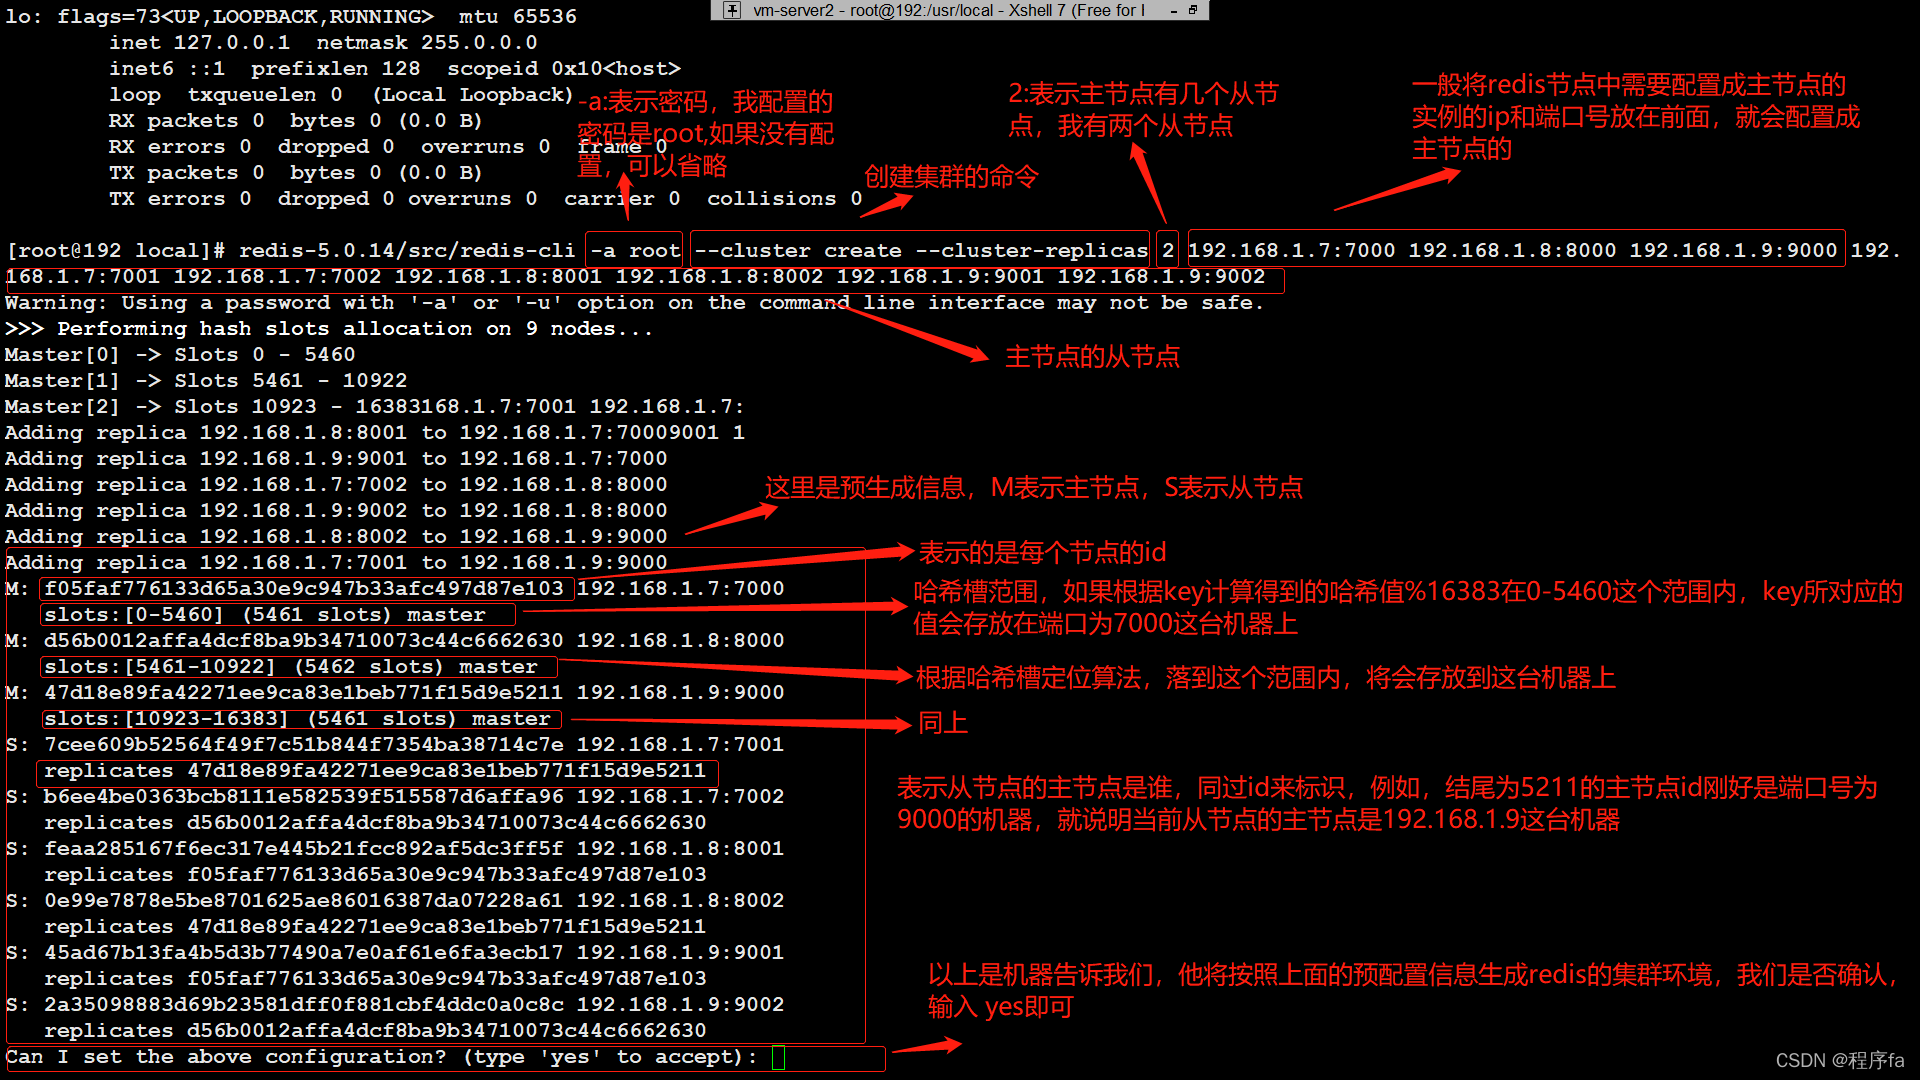 vm-server2 - root@192:/usr/local - Xshell 7 (Free for
lo: flags=73<UP,LOOPBACK,RUNNING>  mtu 65536
inet 127.0.0.1  netmask 255.0.0.0
inet6 ::1  prefixlen 128  scopeid 0x10<host>
loop  txqueuelen 0  (Local Loopback)
RX packets 0  bytes 0 (0.0 B)
RX errors 0  dropped 0  overruns 0  frame 0
TX packets 0  bytes 0 (0.0 B)
TX errors 0  dropped 0 overruns 0  carrier 0  collisions 0
-a:表示密码，我配置的
密码是root,如果没有配
置，可以省略
创建集群的命令
2:表示主节点有几个从节
点，我有两个从节点
一般将redis节点中需要配置成主节点的
实例的ip和端口号放在前面，就会配置成
主节点的
[root@192 local]# redis-5.0.14/src/redis-cli -a root --cluster create --cluster-replicas 2 192.168.1.7:7000 192.168.1.8:8000 192.168.1.9:9000 192.
168.1.7:7001 192.168.1.7:7002 192.168.1.8:8001 192.168.1.8:8002 192.168.1.9:9001 192.168.1.9:9002
Warning: Using a password with '-a' or '-u' option on the command line interface may not be safe.
>>> Performing hash slots allocation on 9 nodes...
主节点的从节点
Master[0] -> Slots 0 - 5460
Master[1] -> Slots 5461 - 10922
Master[2] -> Slots 10923 - 16383168.1.7:7001 192.168.1.7:
Adding replica 192.168.1.8:8001 to 192.168.1.7:70009001 1
Adding replica 192.168.1.9:9001 to 192.168.1.7:7000
Adding replica 192.168.1.7:7002 to 192.168.1.8:8000
Adding replica 192.168.1.9:9002 to 192.168.1.8:8000
Adding replica 192.168.1.8:8002 to 192.168.1.9:9000
Adding replica 192.168.1.7:7001 to 192.168.1.9:9000
这里是预生成信息，M表示主节点，S表示从节点
M: f05faf776133d65a30e9c947b33afc497d87e103 192.168.1.7:7000
表示的是每个节点的id
slots:[0-5460] (5461 slots) master
哈希槽范围，如果根据key计算得到的哈希值%16383在0-5460这个范围内，key所对应的
值会存放在端口为7000这台机器上
M: d56b0012affa4dcf8ba9b34710073c44c6662630 192.168.1.8:8000
slots:[5461-10922] (5462 slots) master
根据哈希槽定位算法，落到这个范围内，将会存放到这台机器上
M: 47d18e89fa42271ee9ca83e1beb771f15d9e5211 192.168.1.9:9000
slots:[10923-16383] (5461 slots) master
同上
S: 7cee609b52564f49f7c51b844f7354ba38714c7e 192.168.1.7:7001
replicates 47d18e89fa42271ee9ca83e1beb771f15d9e5211
表示从节点的主节点是谁，同过id来标识，例如，结尾为5211的主节点id刚好是端口号为
9000的机器，就说明当前从节点的主节点是192.168.1.9这台机器
S: b6ee4be0363bcb8111e582539f515587d6affa96 192.168.1.7:7002
replicates d56b0012affa4dcf8ba9b34710073c44c6662630
S: feaa285167f6ec317e445b21fcc892af5dc3ff5f 192.168.1.8:8001
replicates f05faf776133d65a30e9c947b33afc497d87e103
S: 0e99e7878e5be8701625ae86016387da07228a61 192.168.1.8:8002
replicates 47d18e89fa42271ee9ca83e1beb771f15d9e5211
S: 45ad67b13fa4b5d3b77490a7e0af61e6fa3ecb17 192.168.1.9:9001
replicates f05faf776133d65a30e9c947b33afc497d87e103
S: 2a35098883d69b23581dff0f881cbf4ddc0a0c8c 192.168.1.9:9002
replicates d56b0012affa4dcf8ba9b34710073c44c6662630
以上是机器告诉我们，他将按照上面的预配置信息生成redis的集群环境，我们是否确认，
输入 yes即可
Can I set the above configuration? (type 'yes' to accept):
CSDN @程序fa